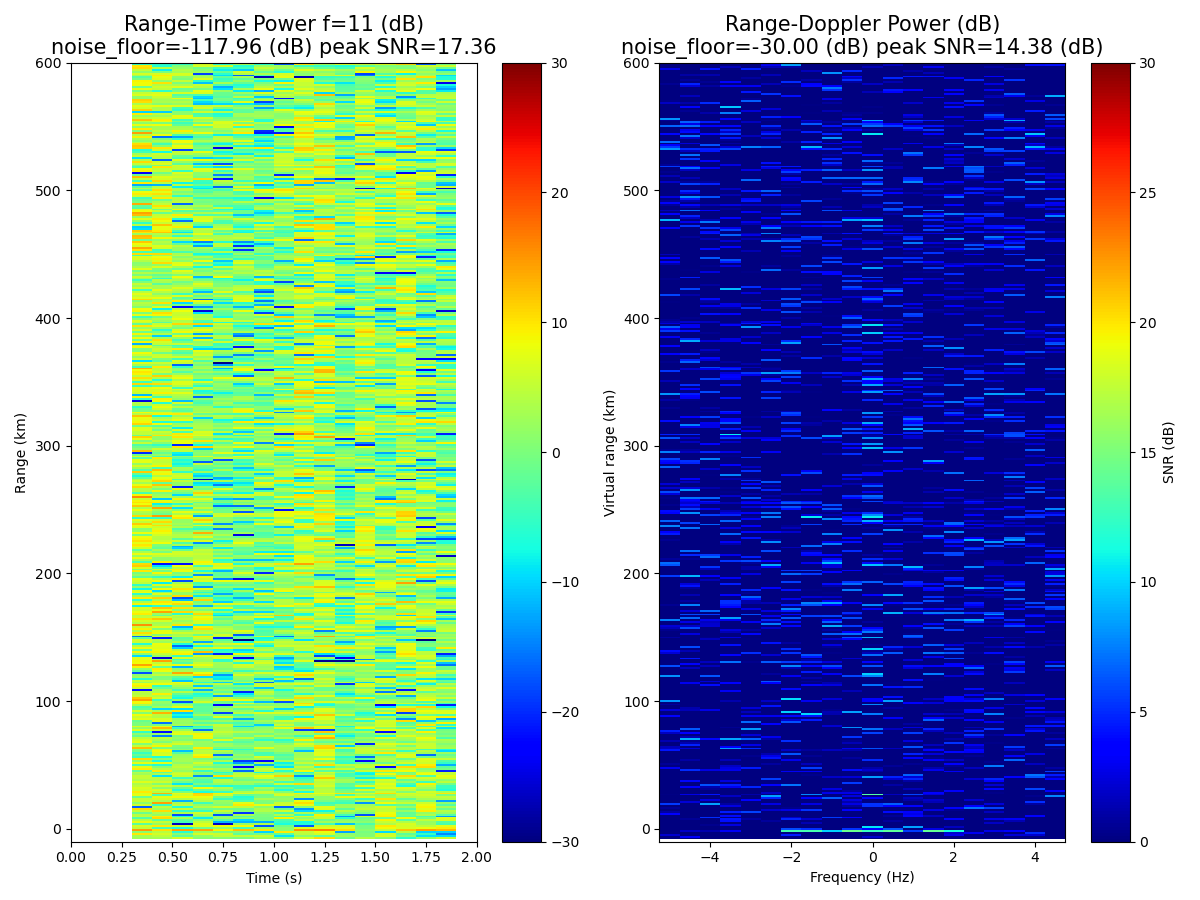 Range-Time Power f=11 (dB)
noise_floor=-117.96 (dB) peak SNR=17.36
Range-Doppler Power (dB)
noise_floor=-30.00 (dB) peak SNR=14.38 (dB)
600
500
400
300
200
100
0
Range (km)
0.00 0.25 0.50 0.75 1.00 1.25 1.50 1.75 2.00
Time (s)
30
20
10
0
−10
−20
−30
600
500
400
300
200
100
0
Virtual range (km)
−4 −2 0 2 4
Frequency (Hz)
30
25
20
15
10
5
0
SNR (dB)